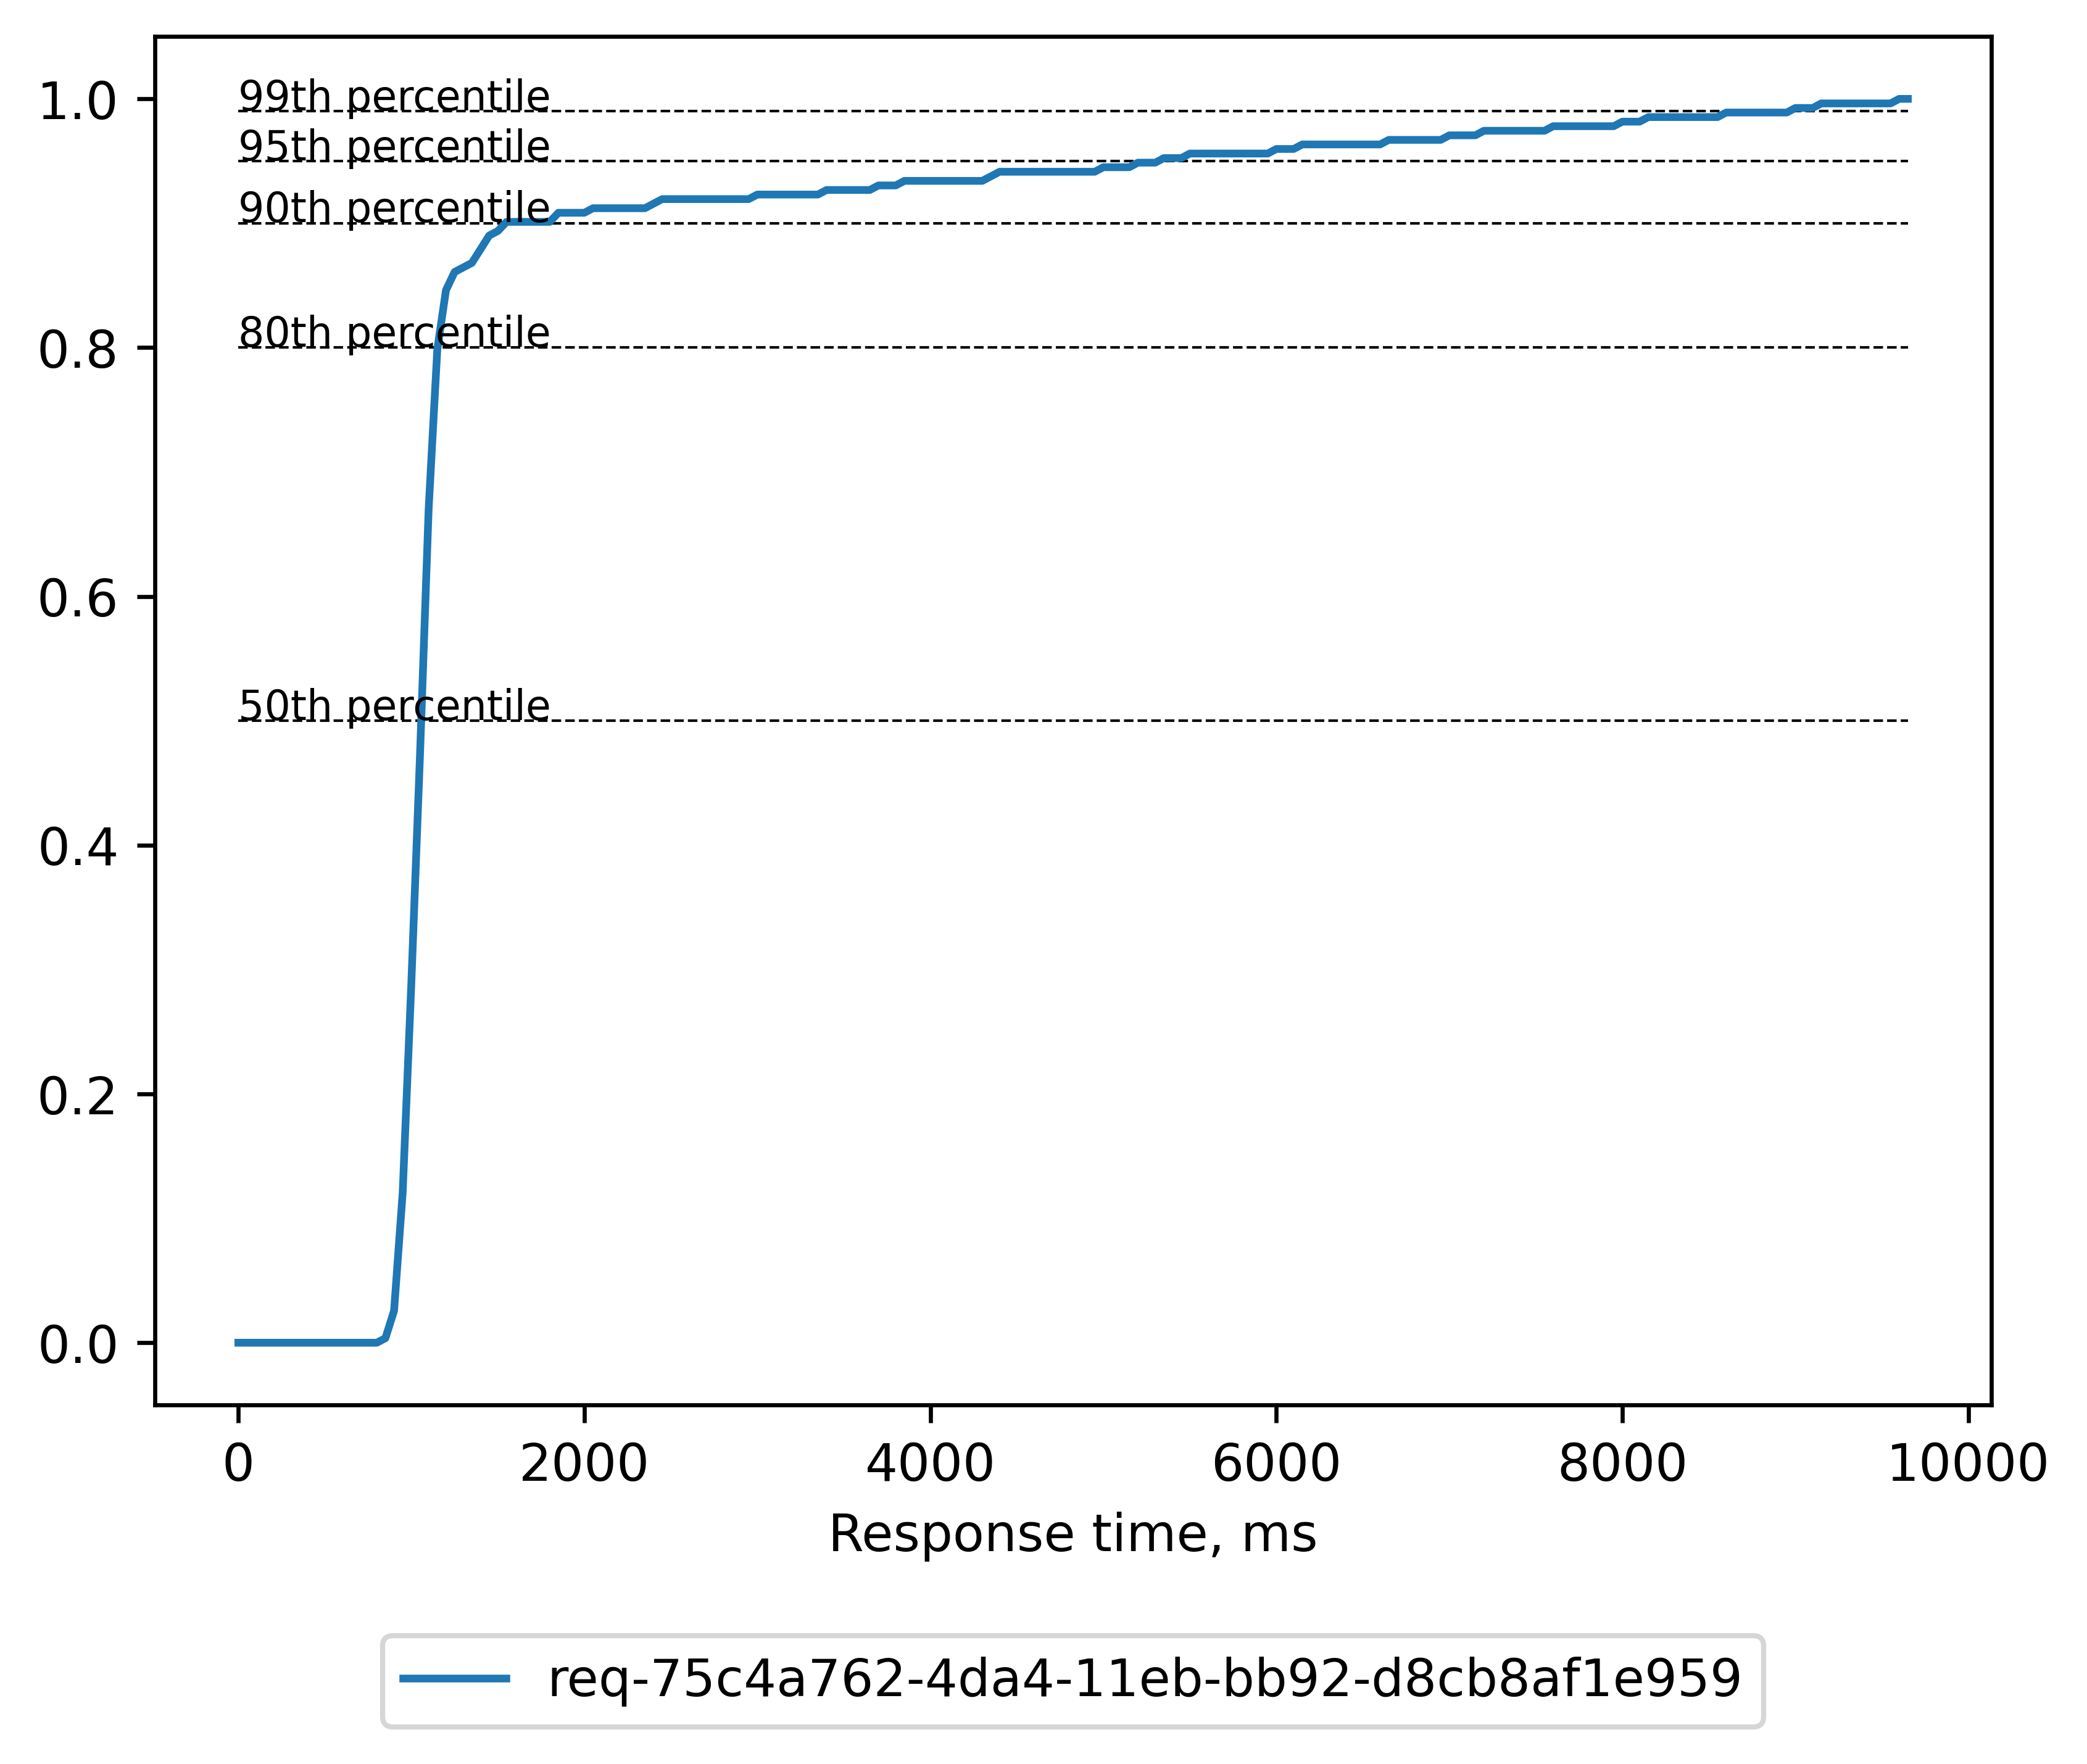 1.0
0.8
0.6
0.4
0.2
0.0
99th percentile
95th percentile
90th percentile
80th percentile
50th percentile
0 2000 4000 6000 8000 10000
Response time, ms
req-75c4a762-4da4-11eb-bb92-d8cb8af1e959